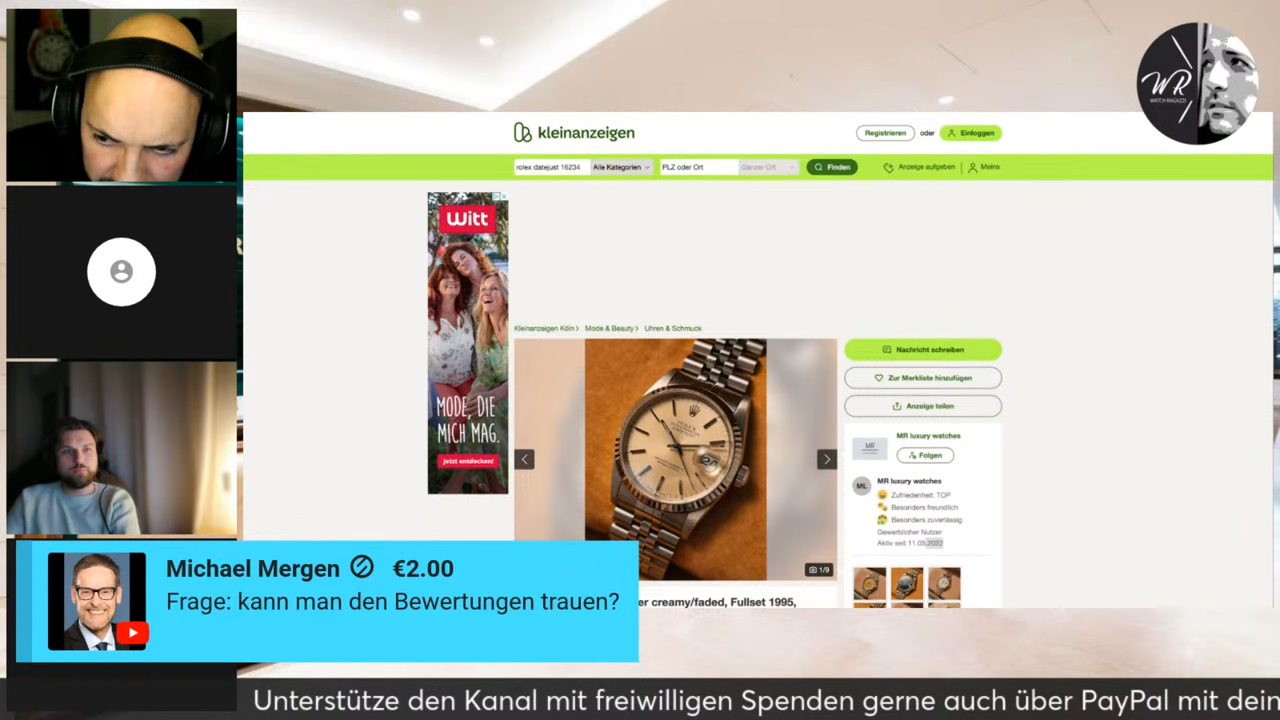 WR
WATCH RAGAZZI
kleinanzeigen
Registrieren oder Einloggen
rolex datejust 16234 Alle Kategorien PLZ oder Ort Ganzer Ort Finden Anzeige aufgeben Meins
Witt
MODE, DIE
MICH MAG.
Jetzt entdecken!
Kleinanzeigen Köln > Mode & Beauty > Uhren & Schmuck
1/9
Nachricht schreiben
Zur Merkliste hinzufügen
Anzeige teilen
MR
MR luxury watches
Folgen
ML
MR luxury watches
Zufriedenheit: TOP
Besonders freundlich
Besonders zuverlässig
Gewerblicher Nutzer
Aktiv seit 11.05.2022
er creamy/faded, Fullset 1995,
Michael Mergen €2.00
Frage: kann man den Bewertungen trauen?
Unterstütze den Kanal mit freiwilligen Spenden gerne auch über PayPal mit dein